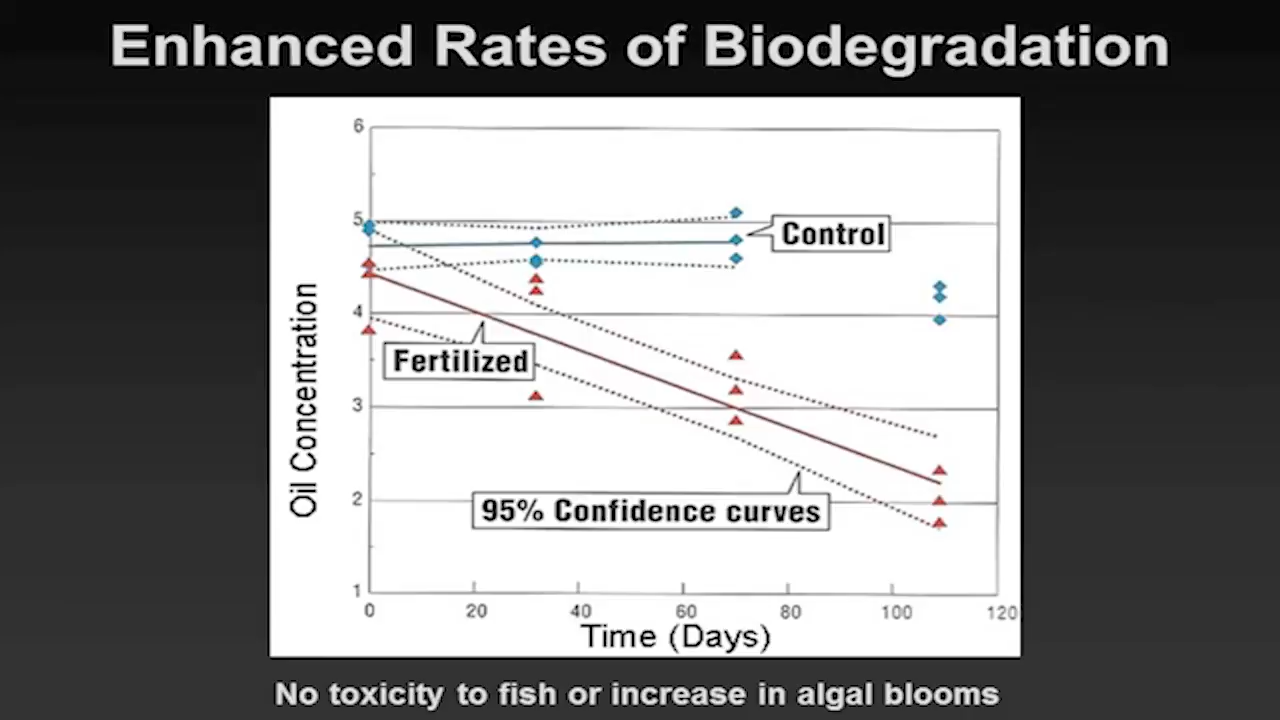 Enhanced Rates of Biodegradation
6
5
4
3
2
1
Oil Concentration
Control
Fertilized
95% Confidence curves
0 20 40 60 80 100 120
Time (Days)
No toxicity to fish or increase in algal blooms